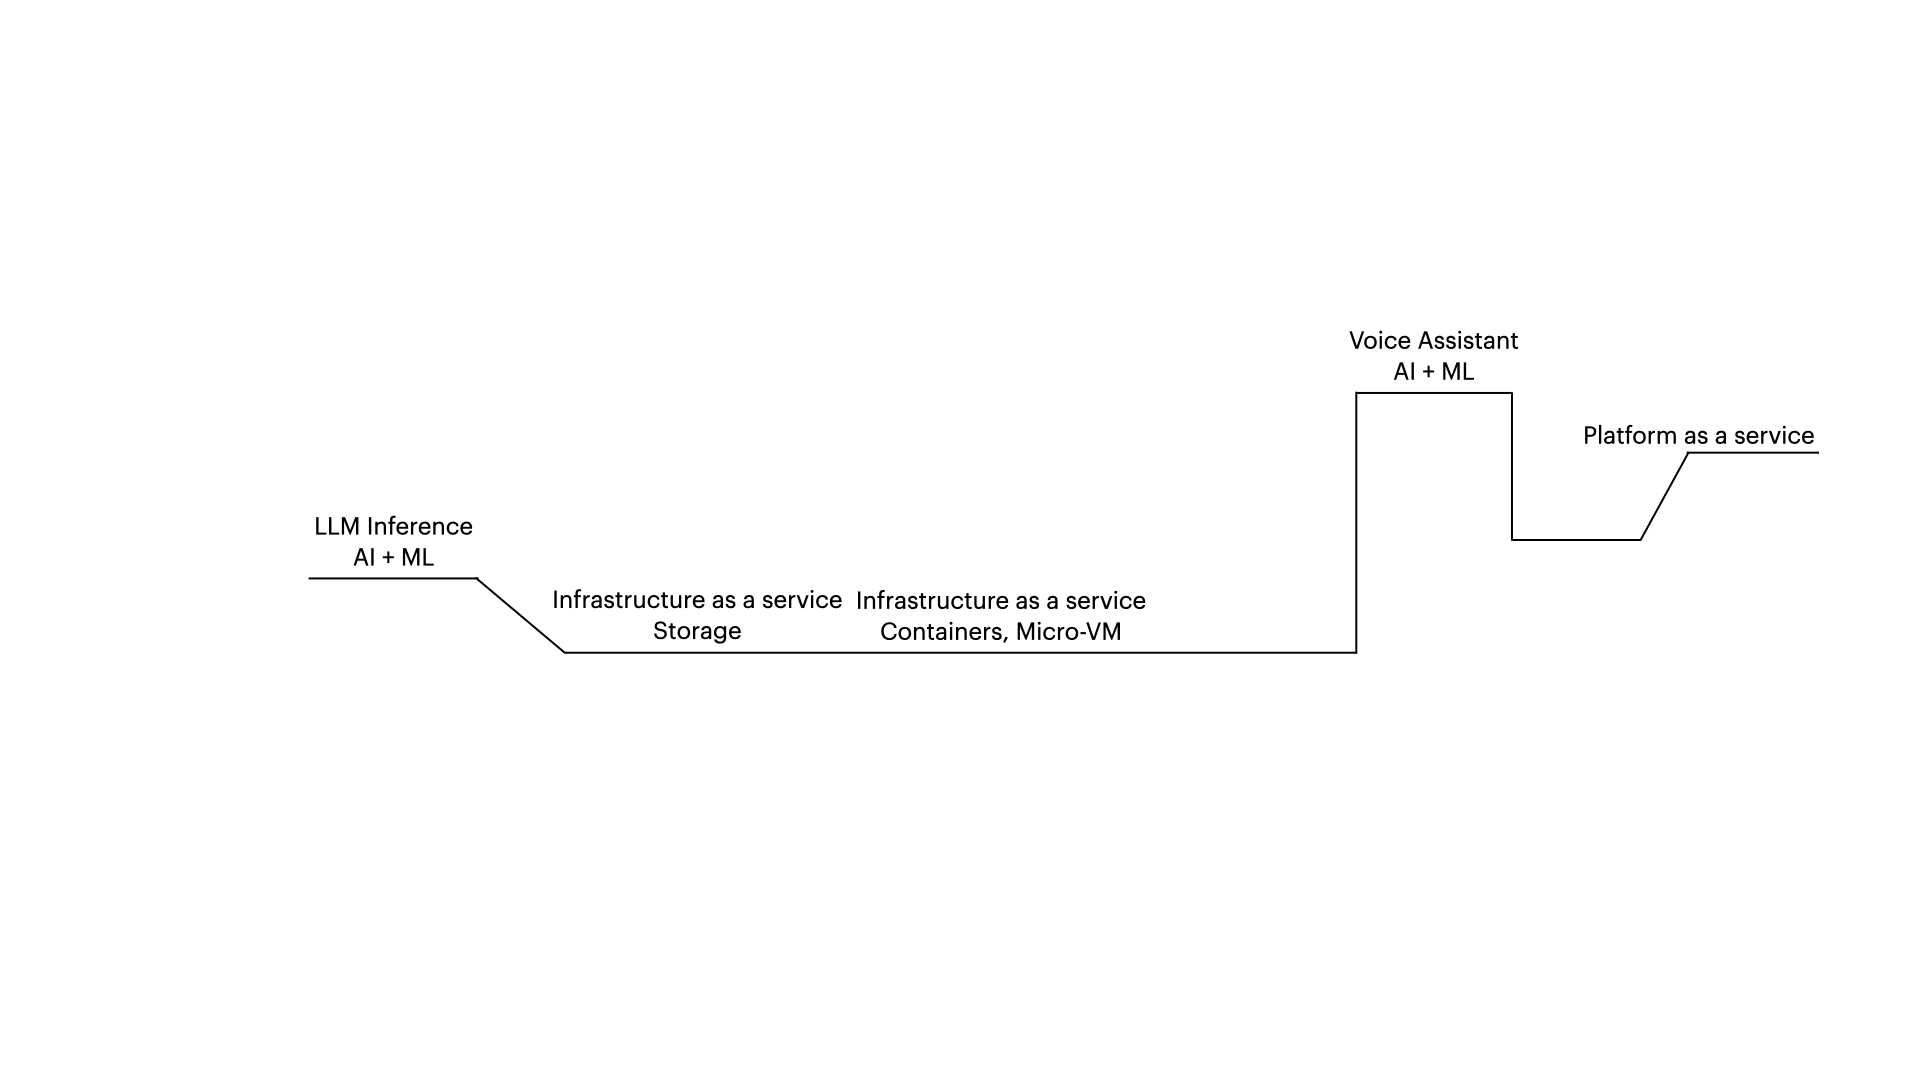 Voice Assistant
AI + ML
Platform as a service
LLM Inference
AI + ML
Infrastructure as a service
Storage
Infrastructure as a service
Containers, Micro-VM